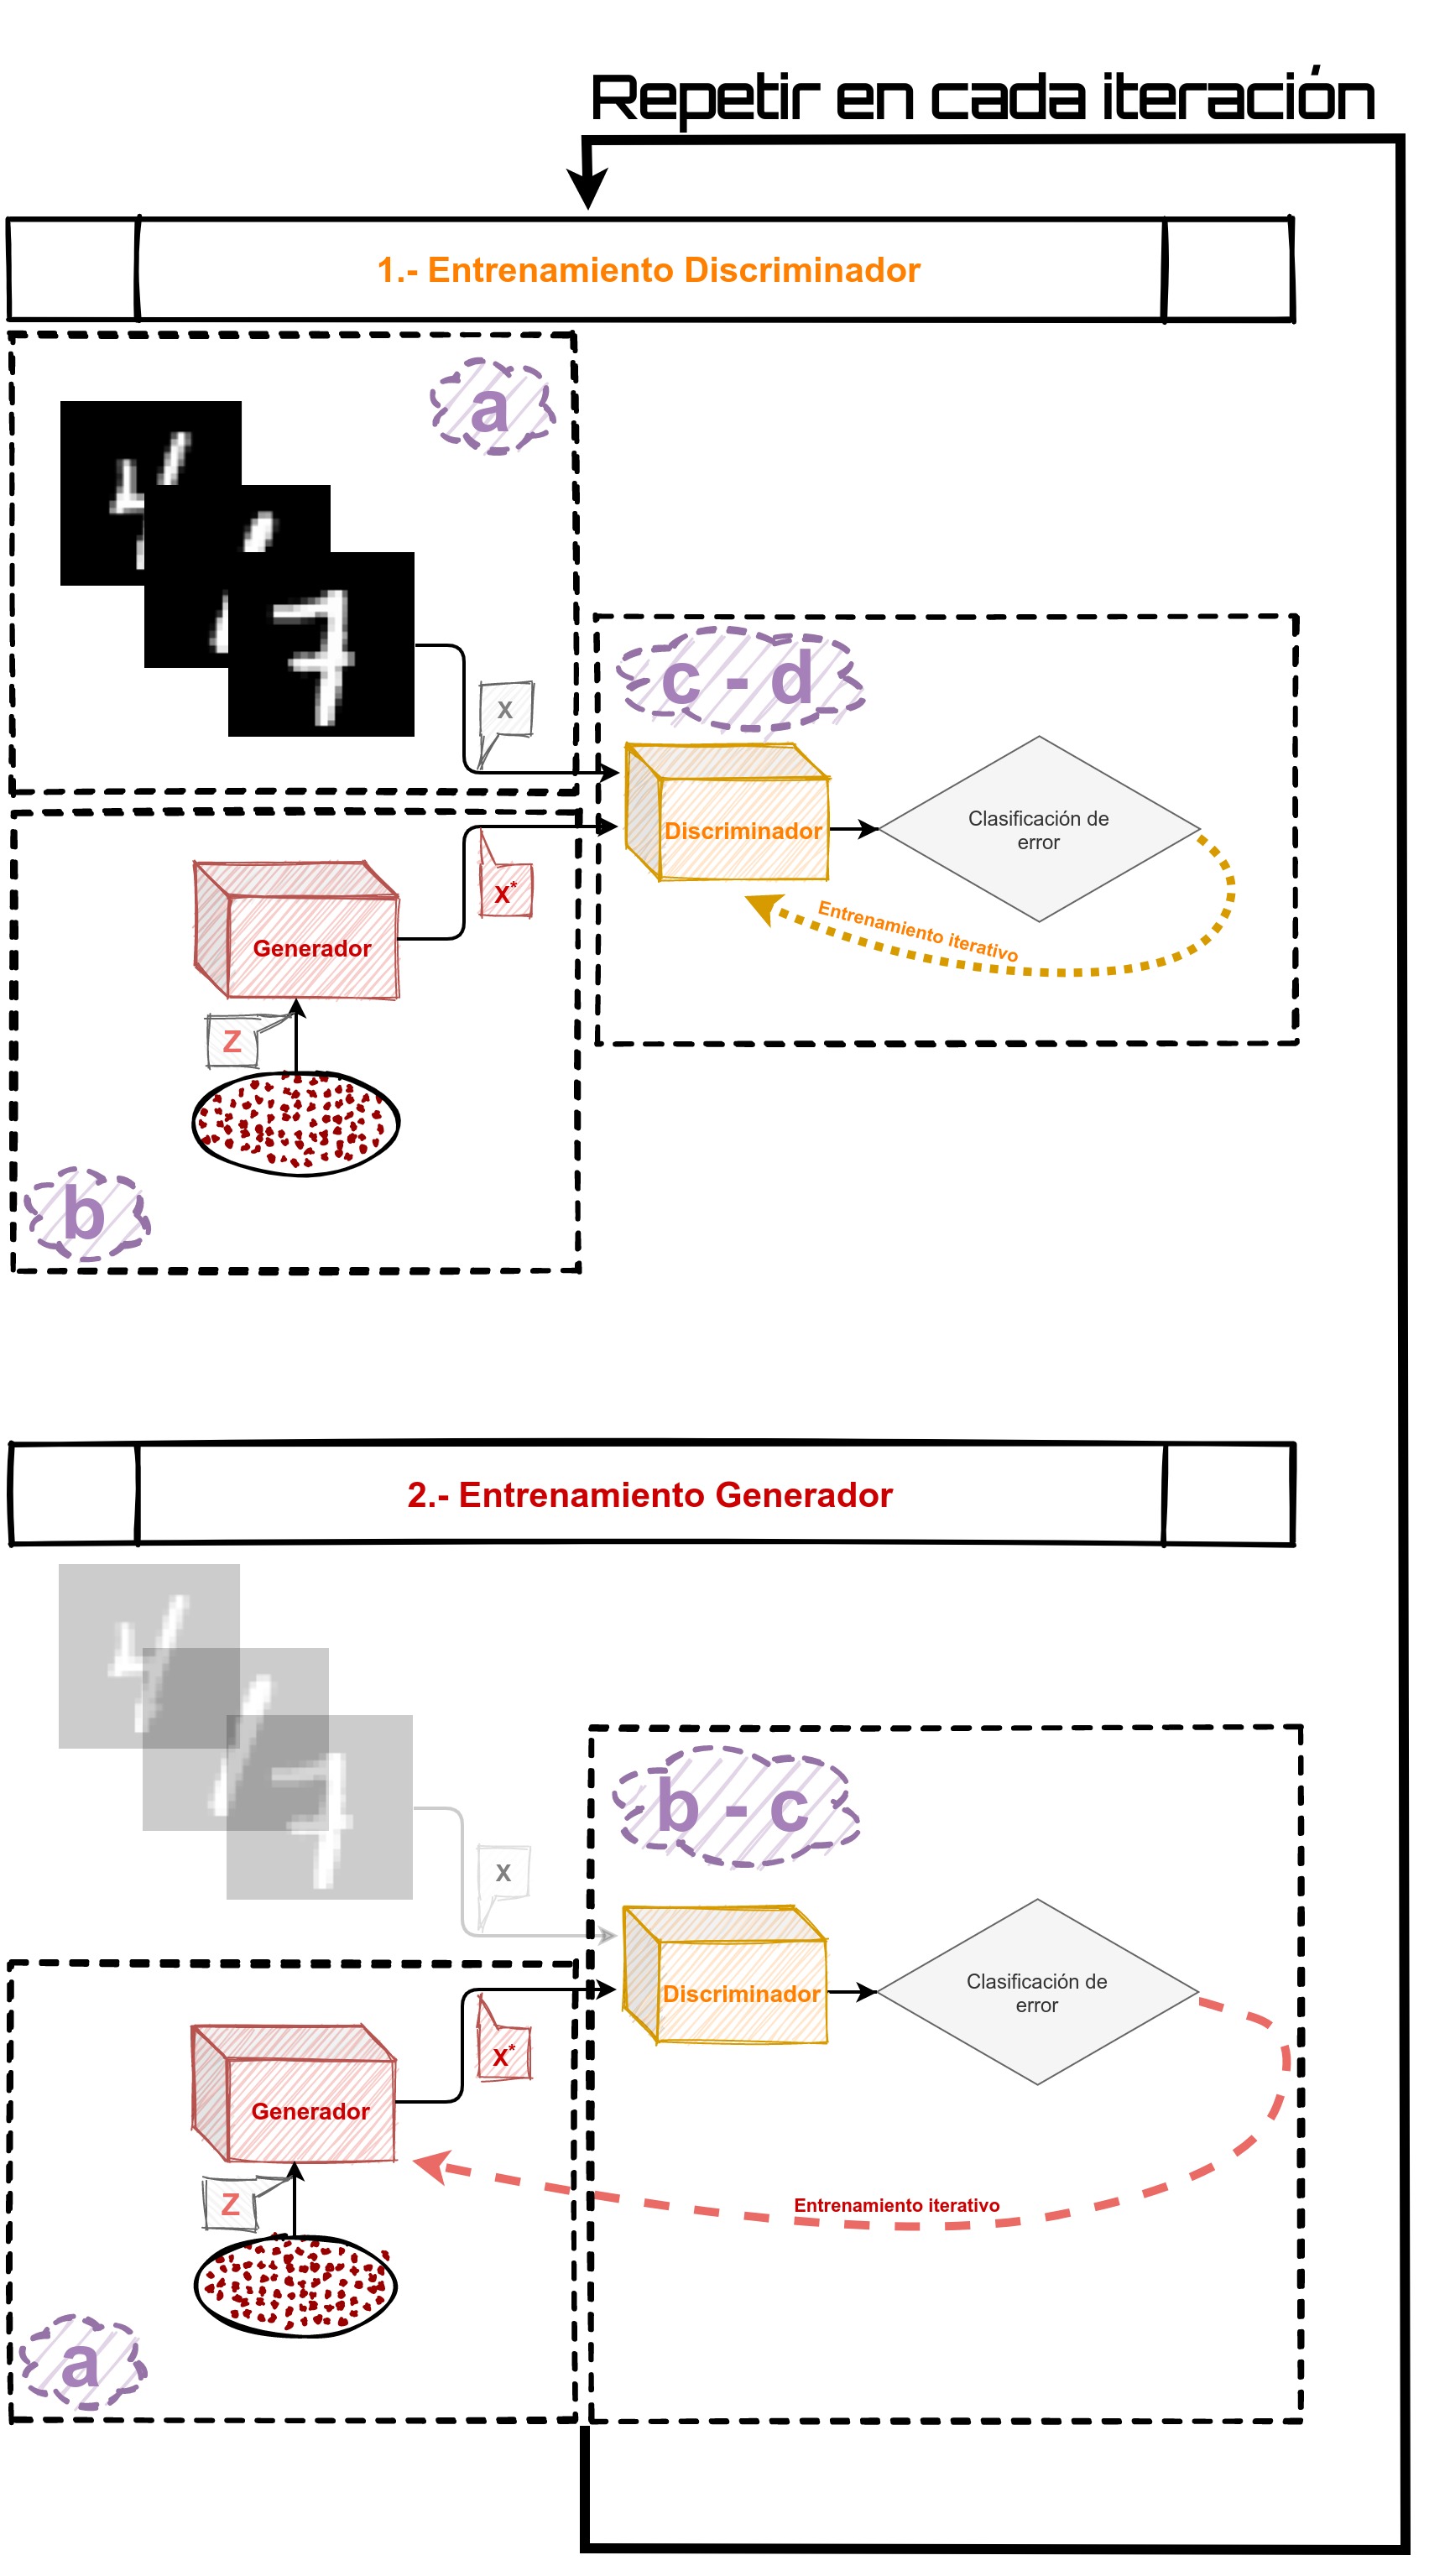 Repetir en cada iteración
1.- Entrenamiento Discriminador
a
x
c - d
Discriminador
Clasificación de
error
Entrenamiento iterativo
x*
Generador
Z
b
2.- Entrenamiento Generador
x
b - c
Discriminador
Clasificación de
error
x*
Generador
Z
Entrenamiento iterativo
a